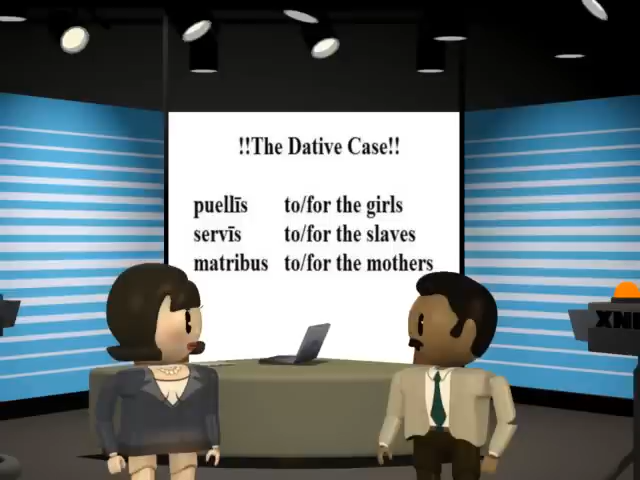 !!The Dative Case!!
puellīs to/for the girls
servīs to/for the slaves
matribus to/for the mothers